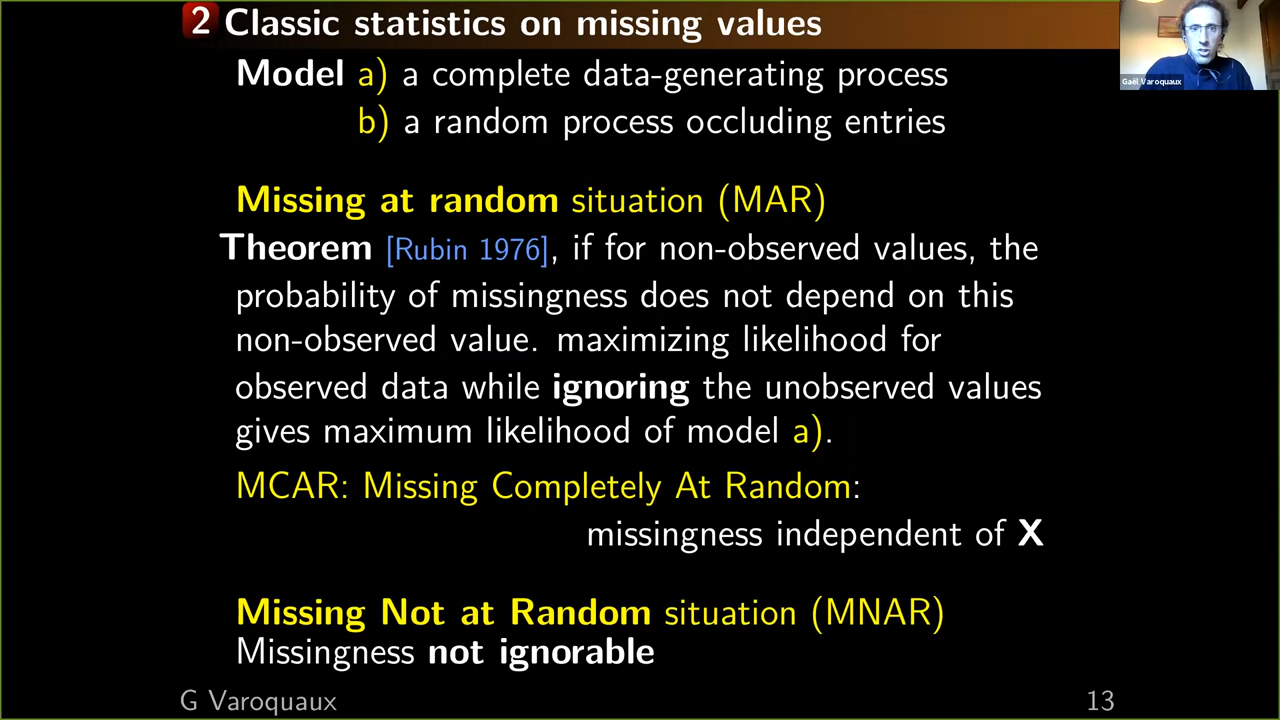 2 Classic statistics on missing values
Model a) a complete data-generating process
b) a random process occluding entries
Missing at random situation (MAR)
Theorem [Rubin 1976], if for non-observed values, the
probability of missingness does not depend on this
non-observed value. maximizing likelihood for
observed data while ignoring the unobserved values
gives maximum likelihood of model a).
MCAR: Missing Completely At Random:
missingness independent of X
Missing Not at Random situation (MNAR)
Missingness not ignorable
G Varoquaux
13
Gaël Varoquaux